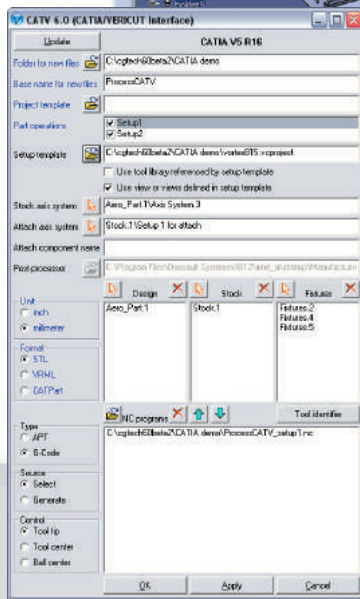 CATV 6.0 (CATIA/VERICUT Interface)
Update
CATIA V5 R16
Folder for new files
C:\cgtech60beta2\CATIA demo
Base name for new files
ProcessCATV
Project template
Part operations
Setup1
Setup2
Setup template
C:\cgtech60beta2\CATIA demo\vortex815.vcproject
Use tool library referenced by setup template
Use view or views defined in setup template
Stock axis system
Aero_Part.1\Axis System.3
Attach axis system
Stock.1\Setup 1 for attach
Attach component name
Post-processor
C:\Program Files\Dassault Systemes\B17\intel_a\startup\Manufacture
Unit
inch
millimeter
Design
Stock
Fixtures
Aero_Part.1
Stock.1
Fixtures.2
Fixtures.4
Fixtures.5
Format
STL
VRML
CATPart
NC programs
Tool identifier
Type
APT
G-Code
C:\cgtech60beta2\CATIA demo\ProcessCATV_setup1.nc
Source
Select
Generate
Control
Tool tip
Tool center
Ball center
OK
Apply
Cancel